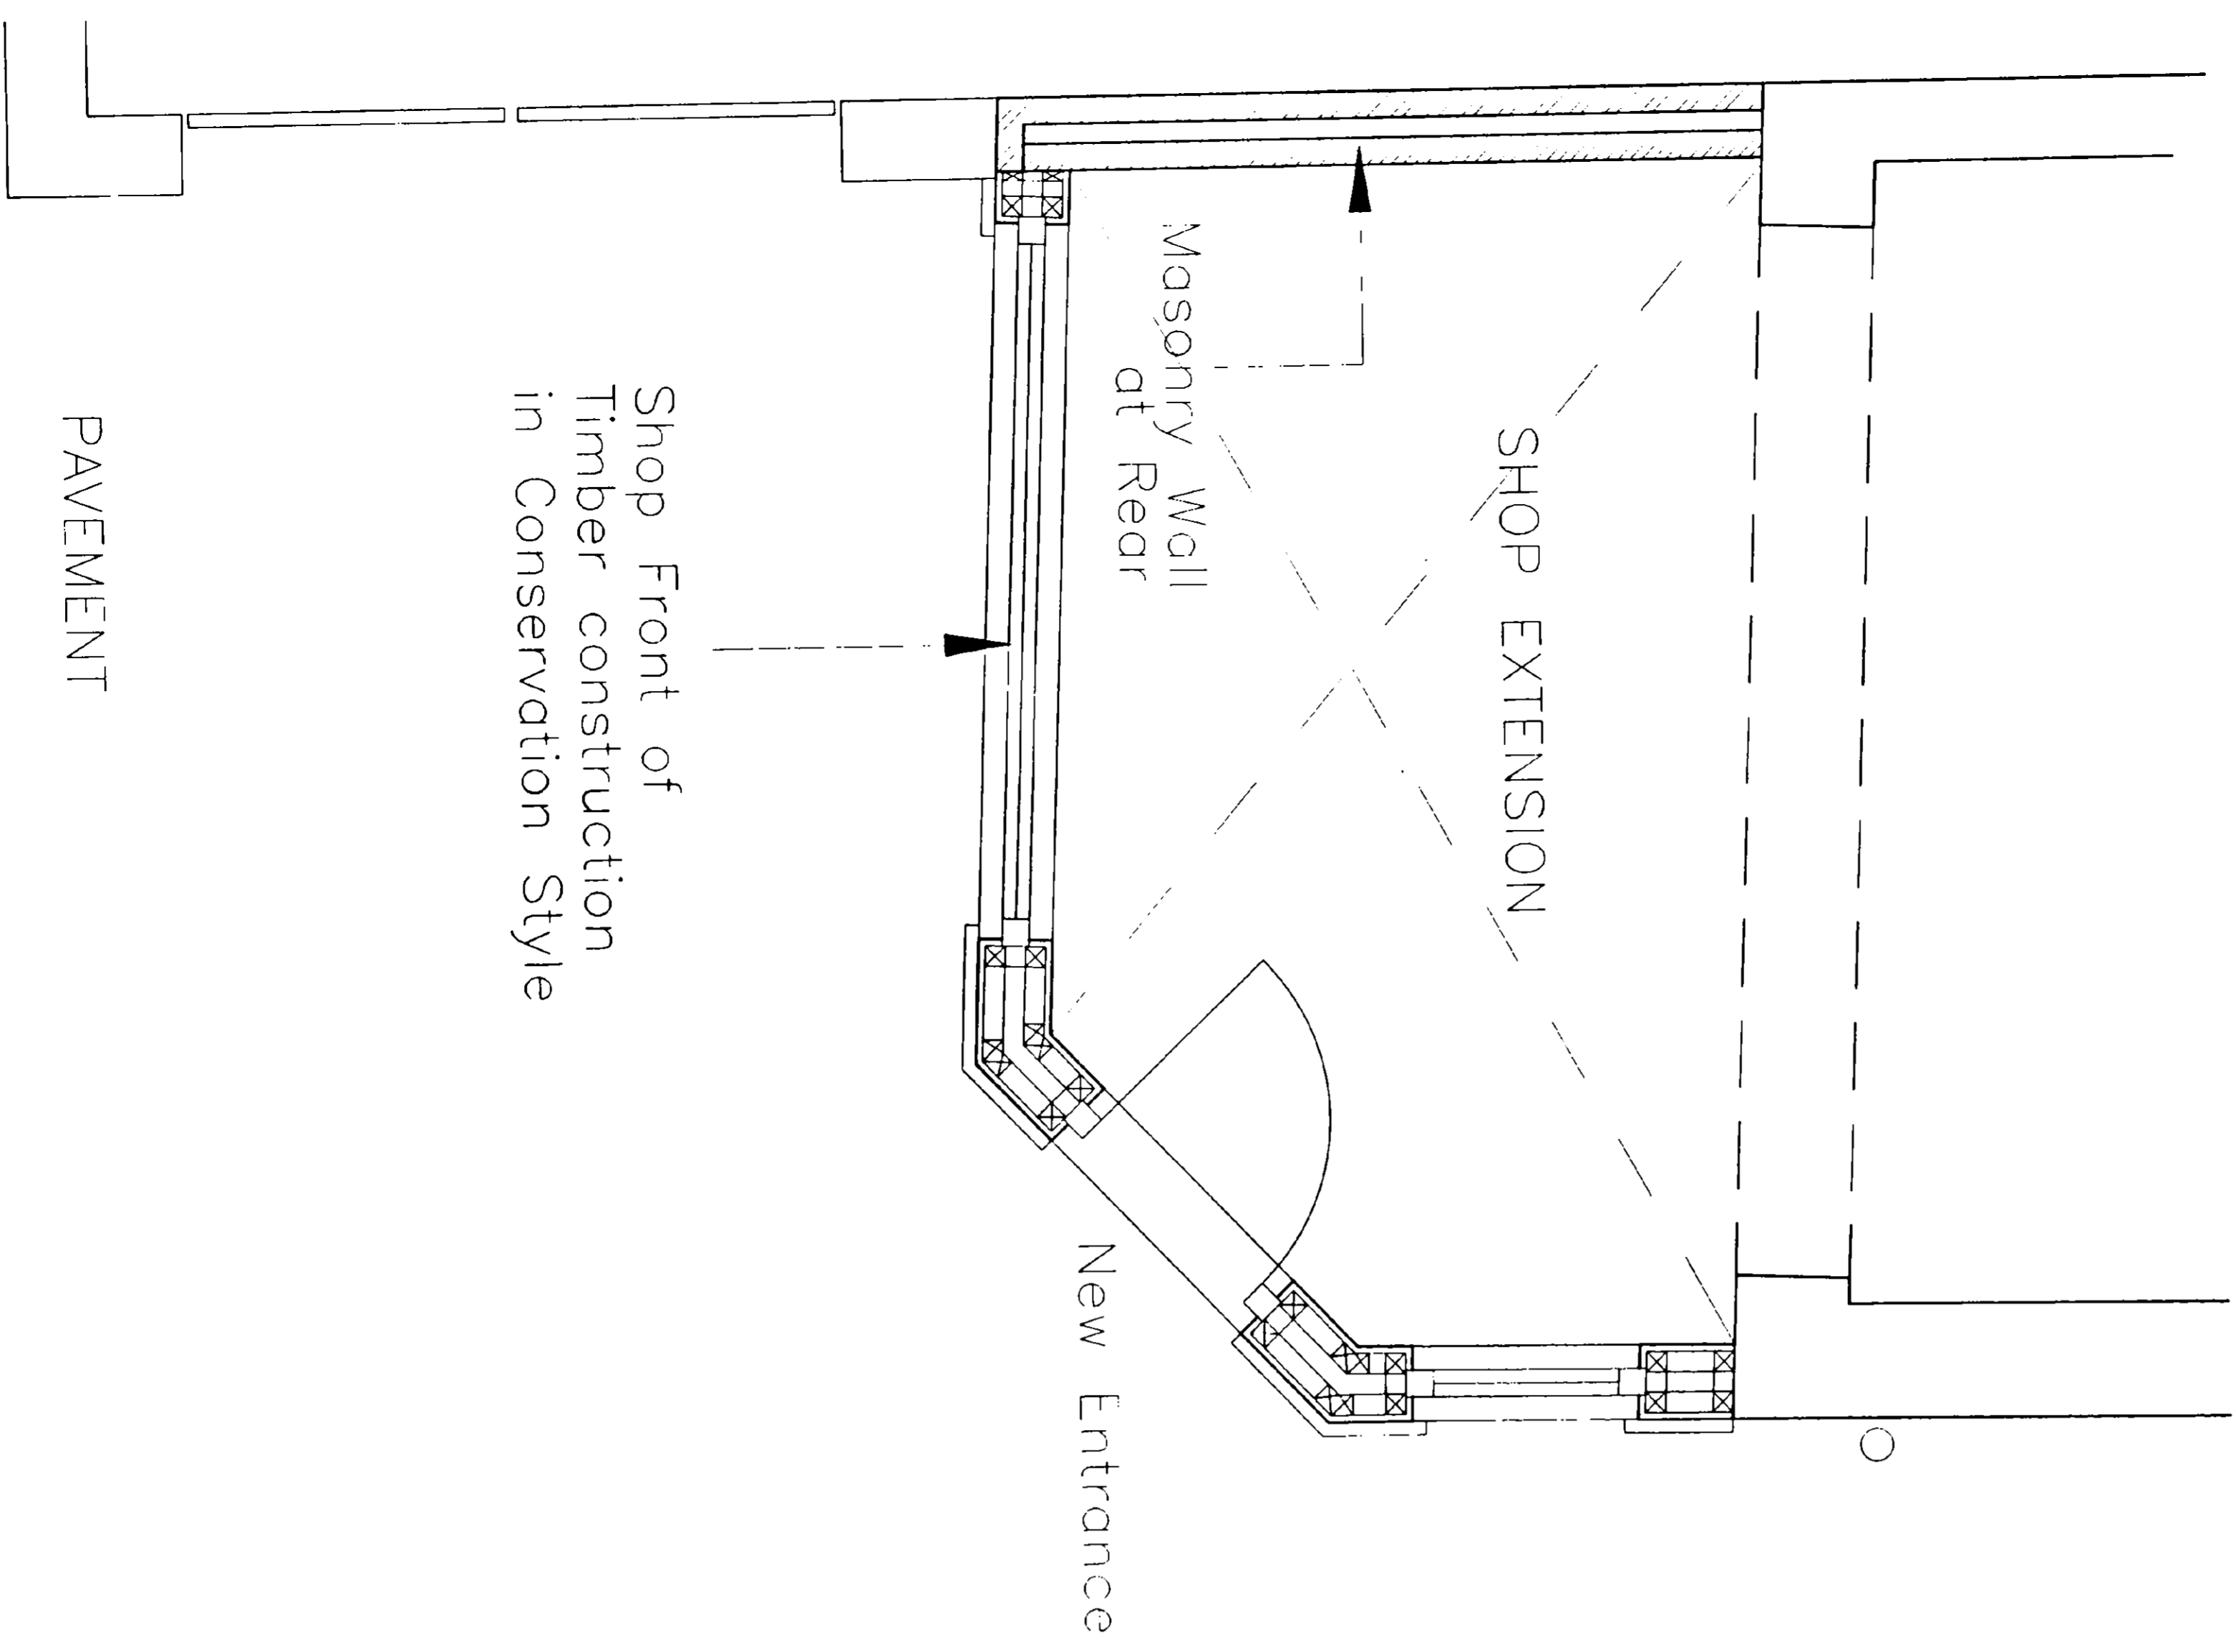 SHOP EXTENSION
Masonry Wall
at Rear
Shop Front of
Timber construction
in Conservation Style
New Entrance
PAVEMENT